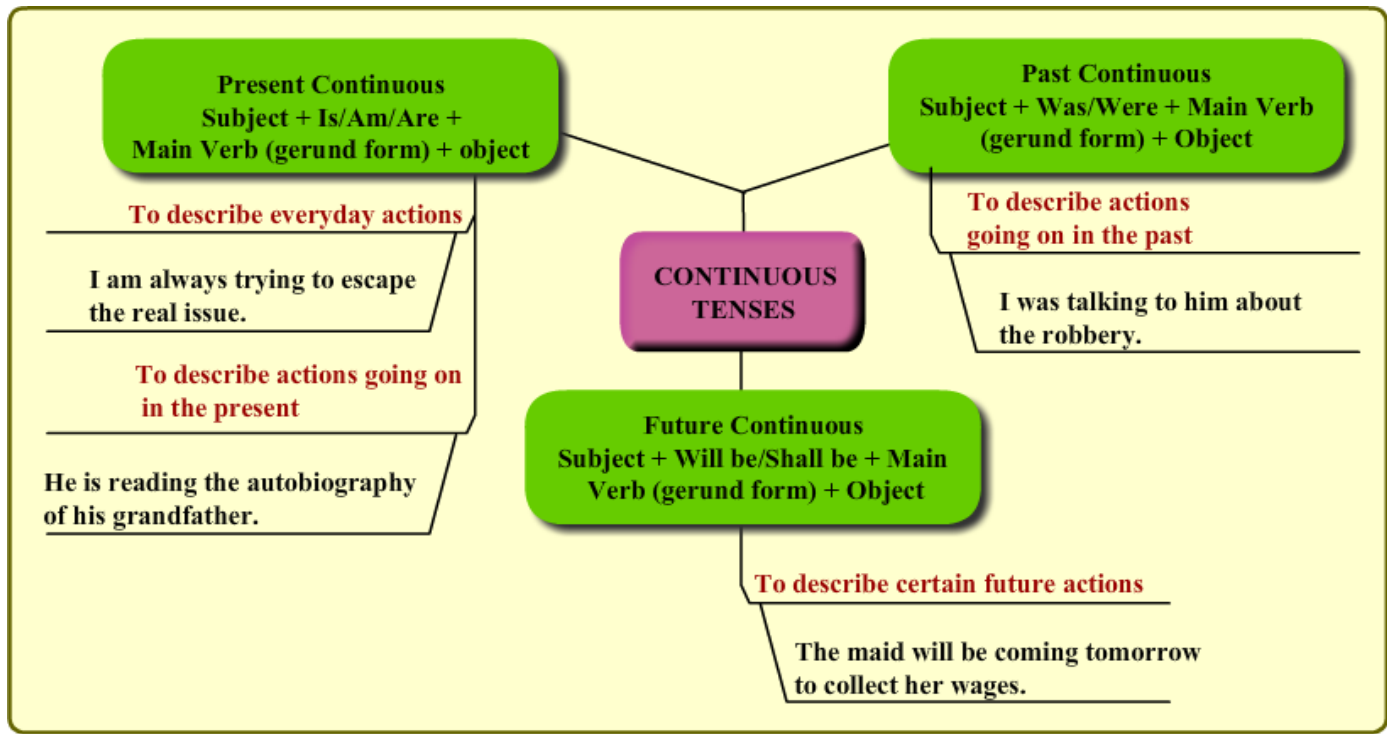 Present Continuous
Subject + Is/Am/Are +
Main Verb (gerund form) + object
To describe everyday actions
I am always trying to escape
the real issue.
To describe actions going on
in the present
He is reading the autobiography
of his grandfather.
Past Continuous
Subject + Was/Were + Main Verb
(gerund form) + Object
To describe actions
going on in the past
I was talking to him about
the robbery.
CONTINUOUS
TENSES
Future Continuous
Subject + Will be/Shall be + Main
Verb (gerund form) + Object
To describe certain future actions
The maid will be coming tomorrow
to collect her wages.